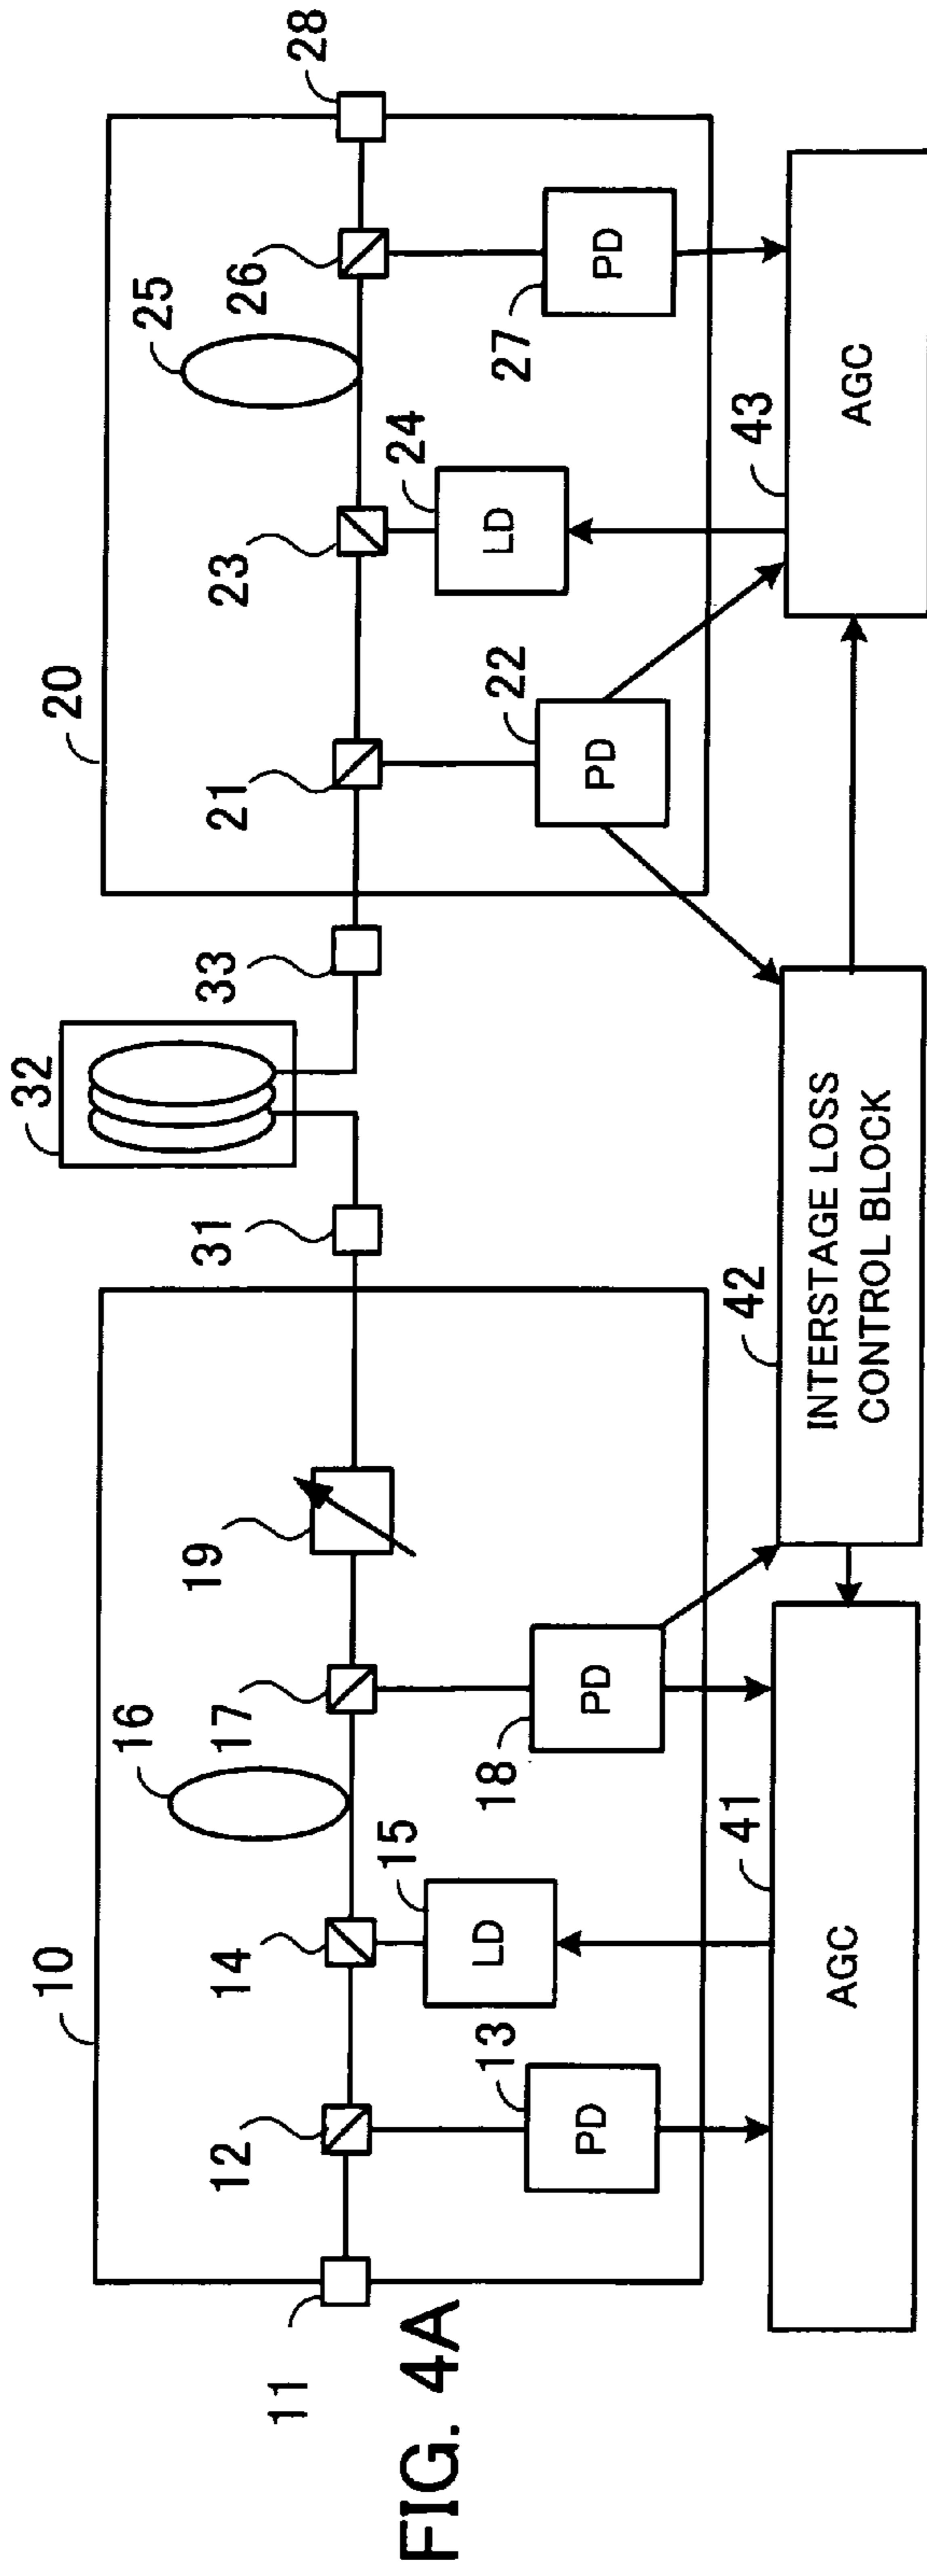 10
20
32
11
12
14
16
17
19
31
33
21
23
25
26
28
13
PD
15
LD
18
PD
22
PD
24
LD
27
PD
41
AGC
42
INTERSTAGE LOSS
CONTROL BLOCK
43
AGC
FIG. 4A